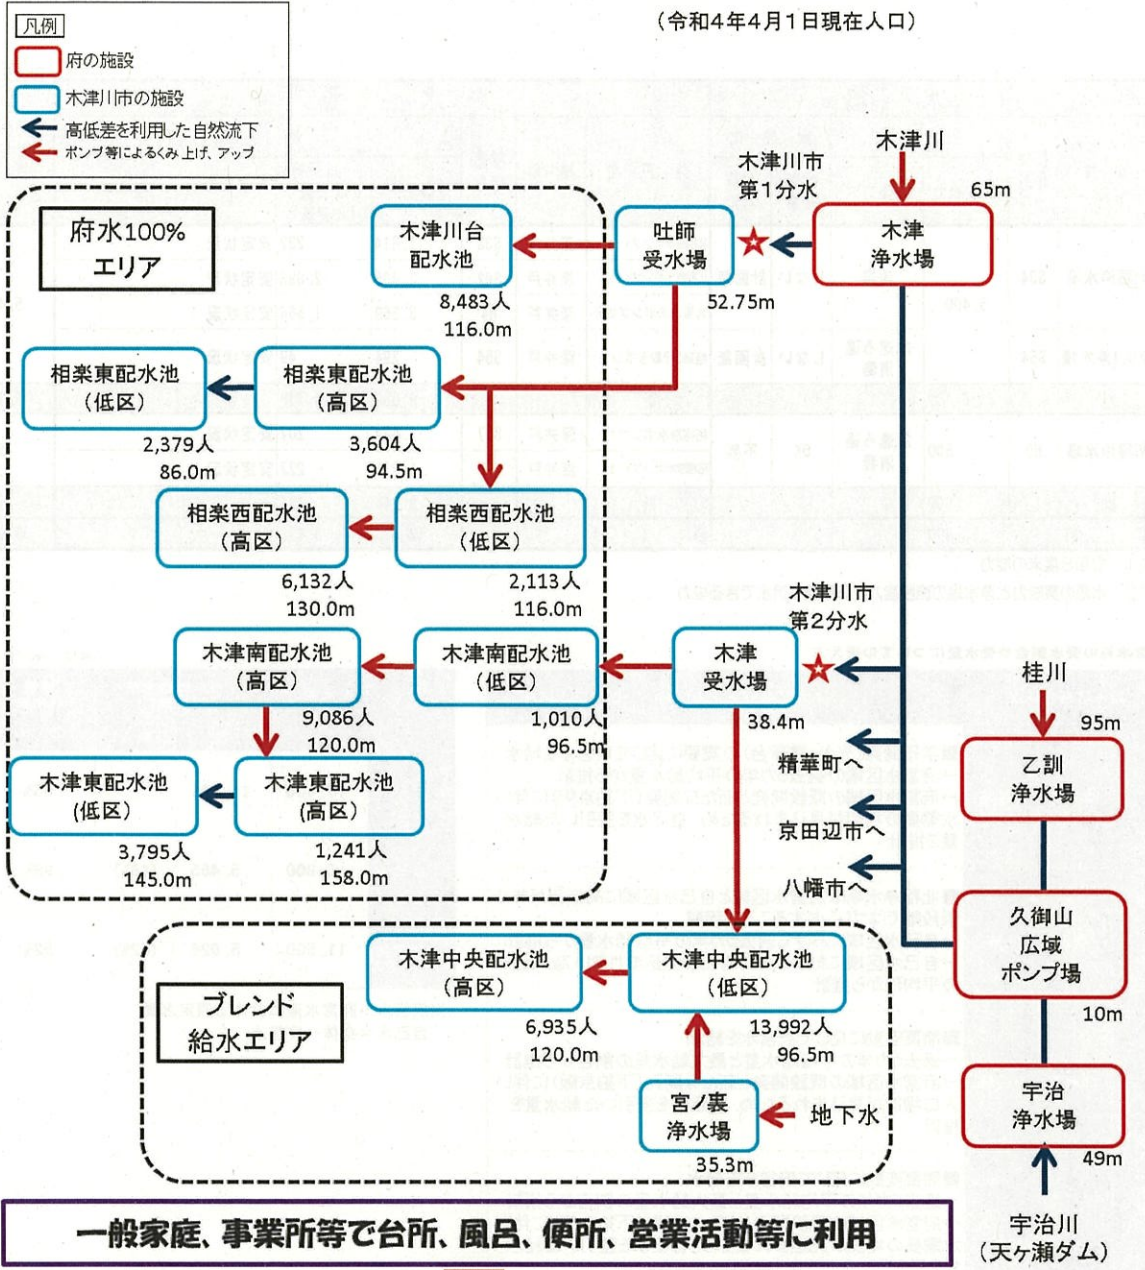 (令和4年4月1日現在人口)
凡例
府の施設
木津川市の施設
高低差を利用した自然流下
ポンプ等によるくみ上げ、アップ
木津川
65m
木津
浄水場
木津川市
第1分水
吐師
受水場
52.75m
府水100%
エリア
木津川台
配水池
8,483人
116.0m
相楽東配水池
(低区)
2,379人
86.0m
相楽東配水池
(高区)
3,604人
94.5m
相楽西配水池
(高区)
6,132人
130.0m
相楽西配水池
(低区)
2,113人
116.0m
木津川市
第2分水
木津
受水場
38.4m
木津南配水池
(高区)
9,086人
120.0m
木津南配水池
(低区)
1,010人
96.5m
木津東配水池
(低区)
3,795人
145.0m
木津東配水池
(高区)
1,241人
158.0m
精華町へ
京田辺市へ
八幡市へ
桂川
95m
乙訓
浄水場
久御山
広域
ポンプ場
10m
宇治
浄水場
49m
宇治川
(天ヶ瀬ダム)
ブレンド
給水エリア
木津中央配水池
(高区)
6,935人
120.0m
木津中央配水池
(低区)
13,992人
96.5m
宮ノ裏
浄水場
35.3m
地下水
一般家庭、事業所等で台所、風呂、便所、営業活動等に利用